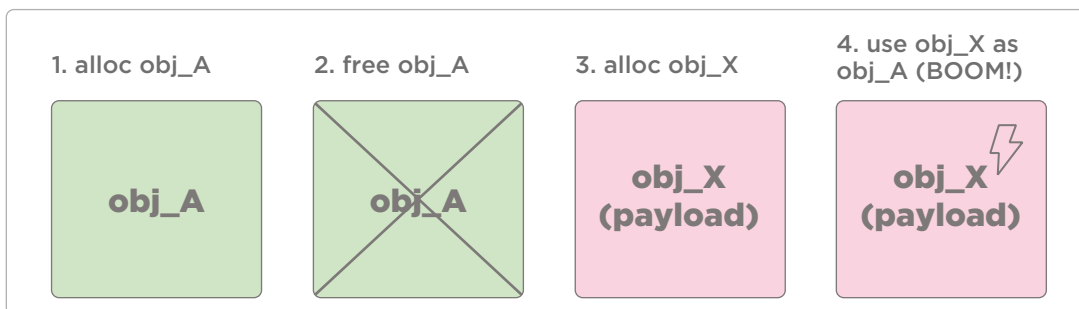 1. alloc obj_A
2. free obj_A
3. alloc obj_X
4. use obj_X as
obj_A (BOOM!)
obj_A
obj_A
obj_X
(payload)
obj_X
(payload)